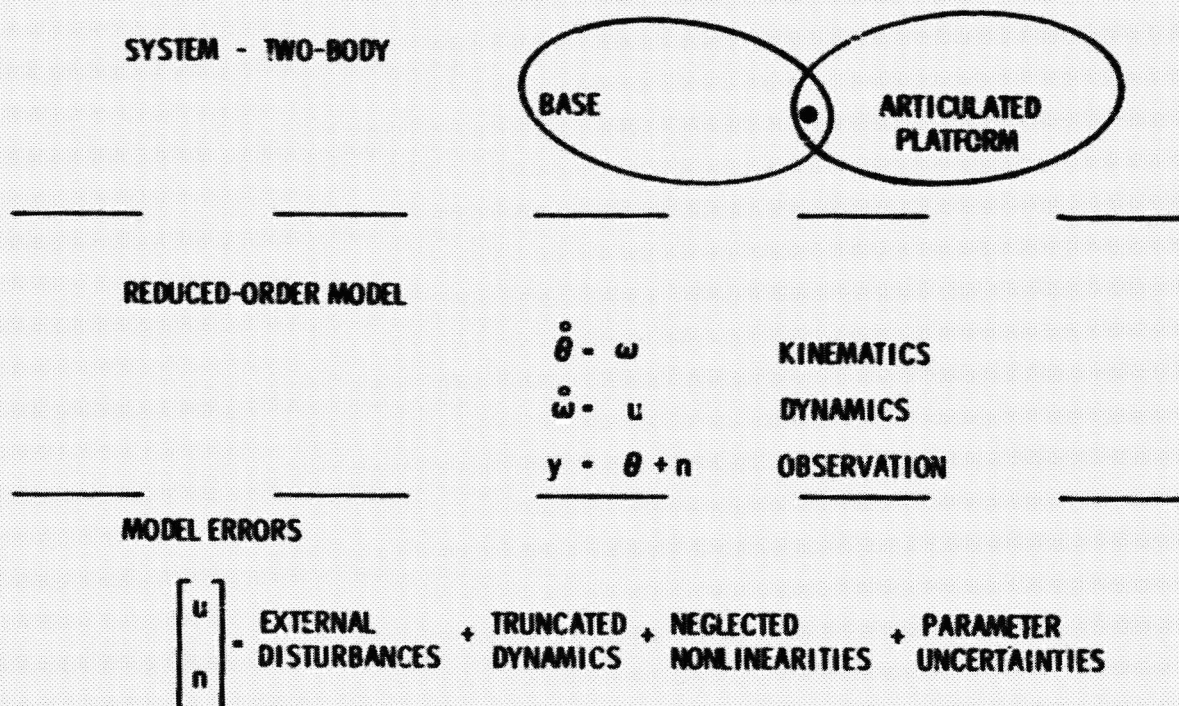 SYSTEM - TWO-BODY
BASE
ARTICULATED
PLATFORM
REDUCED-ORDER MODEL
θ̊ = ω KINEMATICS
ω̊ = u DYNAMICS
y = θ + n OBSERVATION
MODEL ERRORS
[u n] = EXTERNAL DISTURBANCES + TRUNCATED DYNAMICS + NEGLECTED NONLINEARITIES + PARAMETER UNCERTAINTIES